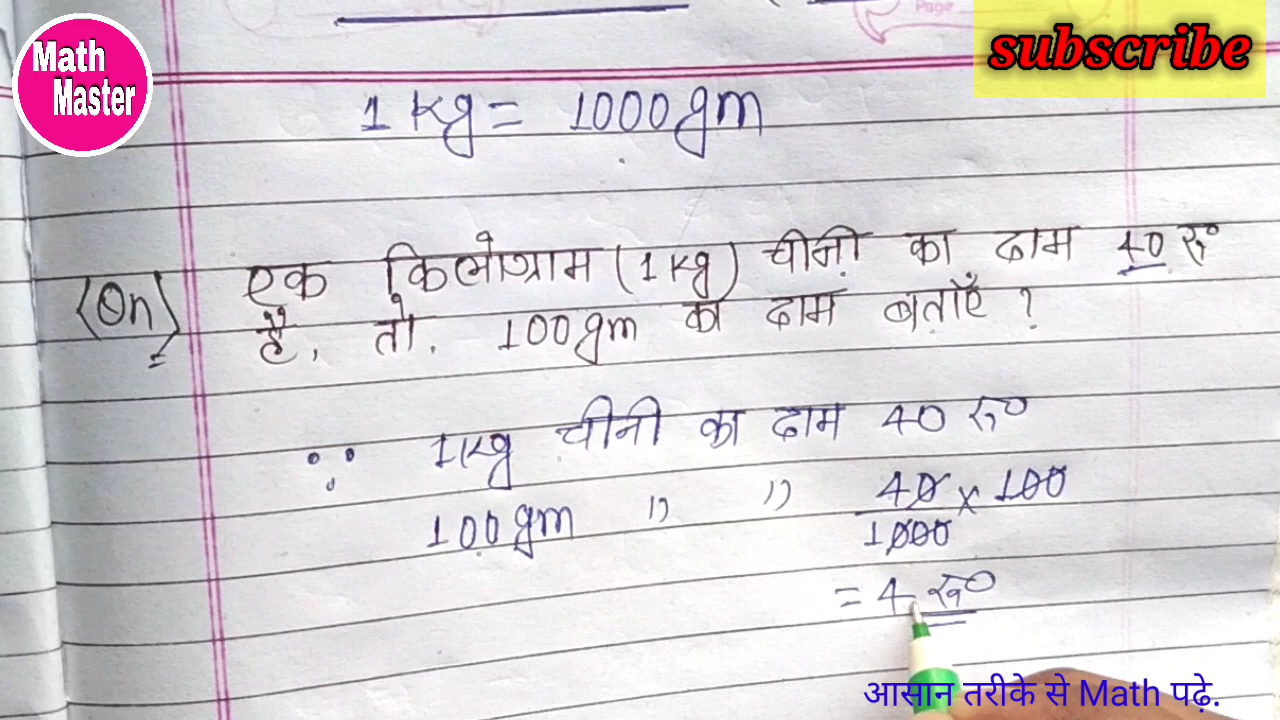 Math
Master
Page
subscribe
1 kg = 1000 gm
(Qn) एक किलोग्राम (1 kg) चीनी का दाम 40 रु०
है, तो. 100 gm का दाम बताएँ ?
∵ 1 kg चीनी का दाम 40 रु०
100 gm " " 40 × 100
1000
= 4 रु०
आसान तरीके से Math पढ़े.